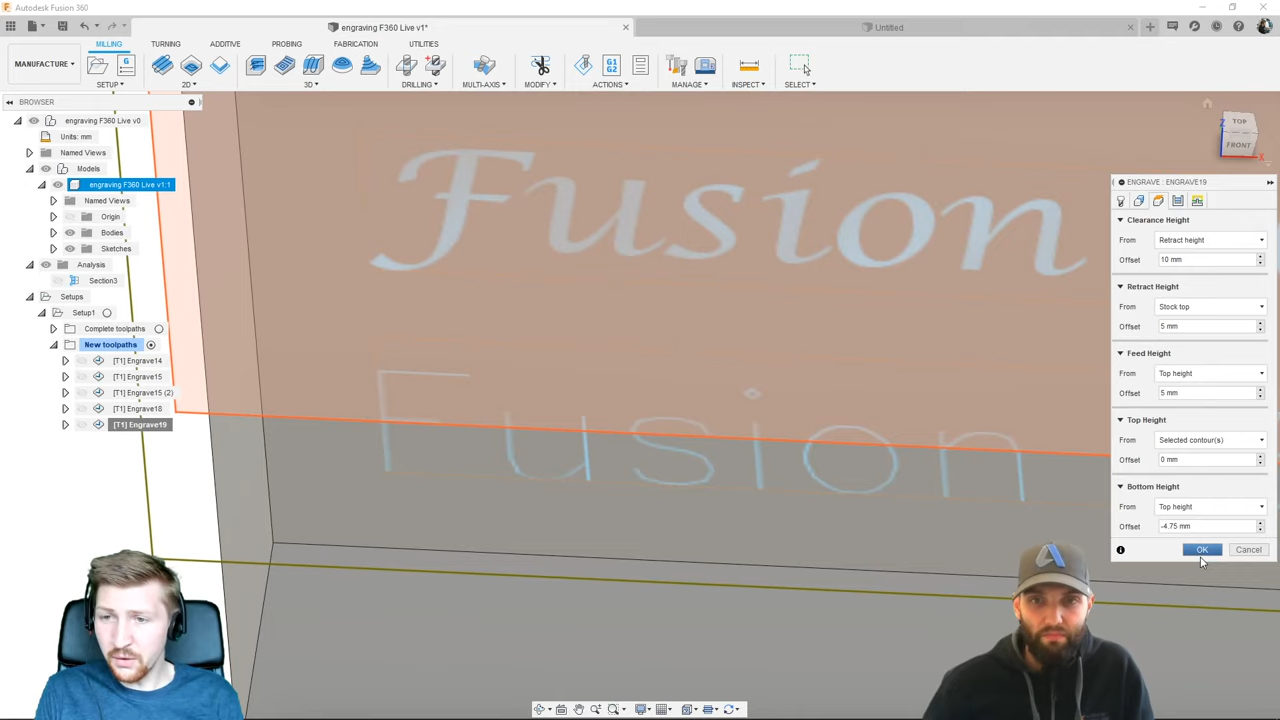 Autodesk Fusion 360
engraving F360 Live v1*
Untitled
MANUFACTURE
MILLING
TURNING
ADDITIVE
PROBING
FABRICATION
UTILITIES
G1
G2
SETUP
2D
3D
DRILLING
MULTI-AXIS
MODIFY
ACTIONS
MANAGE
INSPECT
SELECT
BROWSER
engraving F360 Live v0
Units: mm
Named Views
Models
engraving F360 Live v1:1
Named Views
Origin
Bodies
Sketches
Analysis
Section3
Setups
Setup1
Complete toolpaths
New toolpaths
[T1] Engrave14
[T1] Engrave15
[T1] Engrave15 (2)
[T1] Engrave18
[T1] Engrave19
Fusion
Fusion
TOP
FRONT
Z
X
ENGRAVE : ENGRAVE19
Clearance Height
From Retract height
Offset 10 mm
Retract Height
From Stock top
Offset 5 mm
Feed Height
From Top height
Offset 5 mm
Top Height
From Selected contour(s)
Offset 0 mm
Bottom Height
From Top height
Offset -4.75 mm
OK Cancel